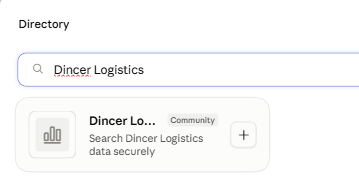 Directory
Dincer Logistics
Dincer Lo... Community
Search Dincer Logistics
data securely